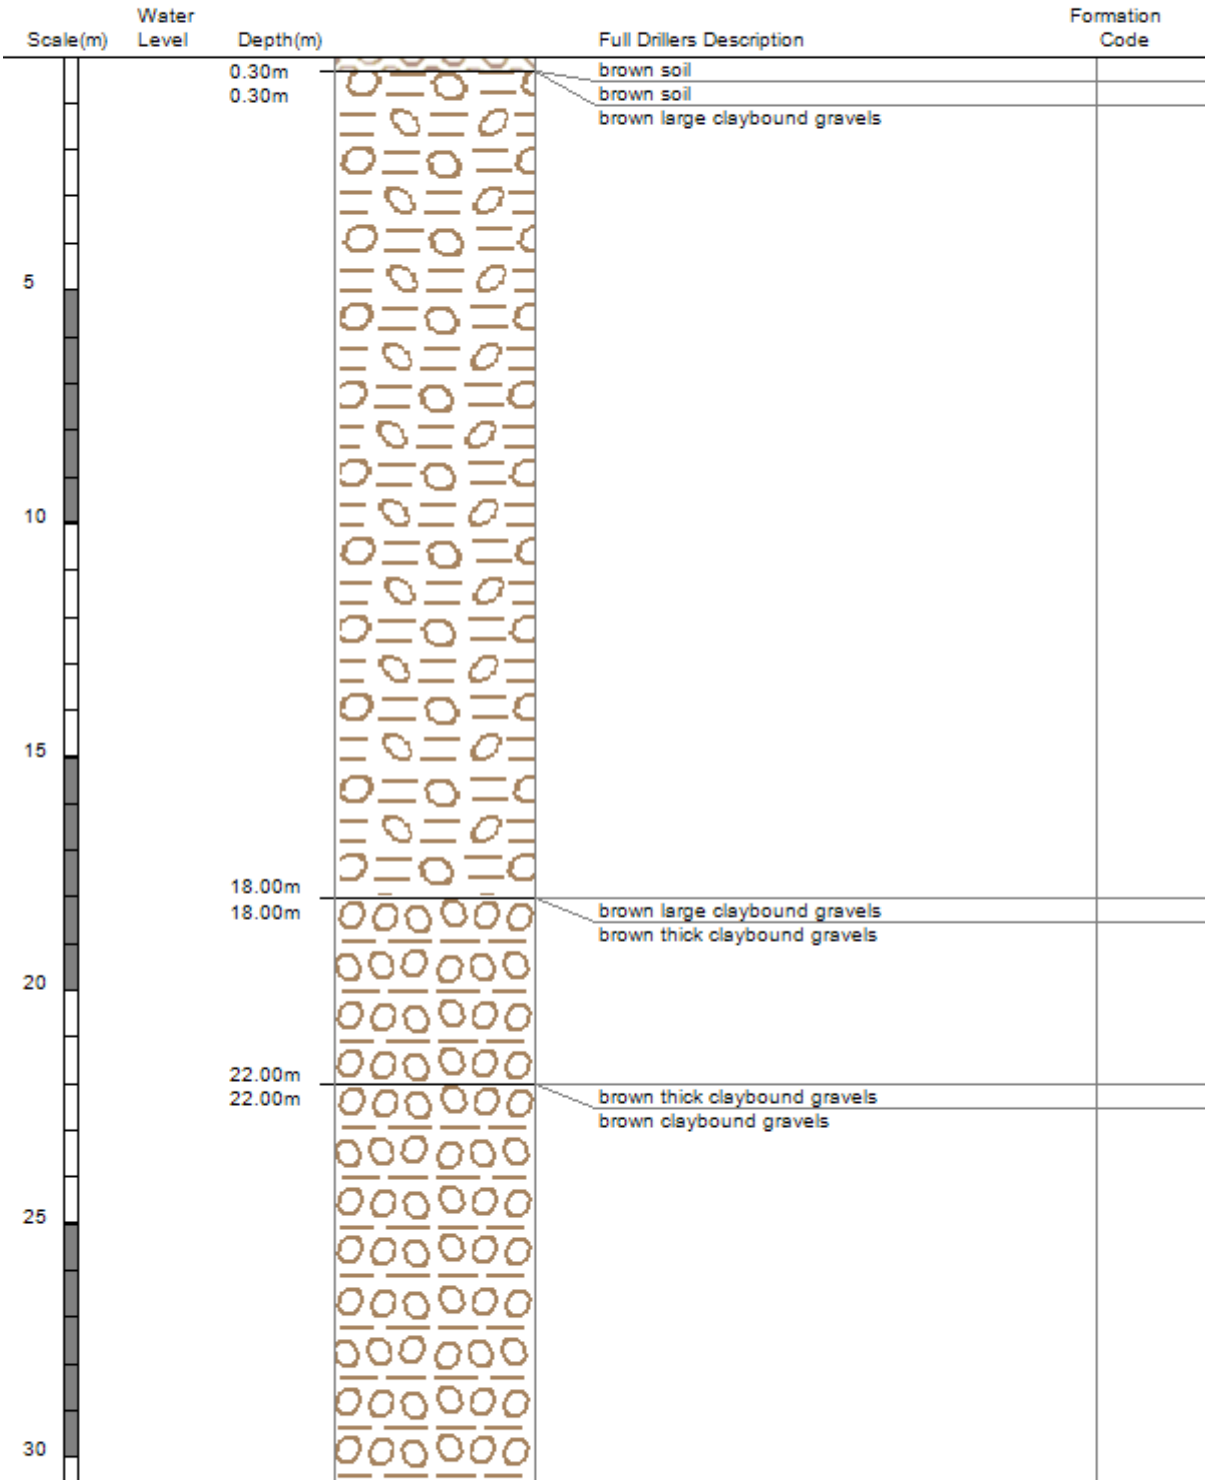 Water Formation
Scale(m) Level Depth(m) Full Drillers Description Code
0.30m brown soil
0.30m brown soil
brown large claybound gravels
5
10
15
18.00m
18.00m brown large claybound gravels
brown thick claybound gravels
20
22.00m
22.00m brown thick claybound gravels
brown claybound gravels
25
30